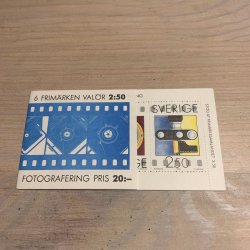 6 FRIMÄRKEN VALÖR 2:50
SVERIGE
250
FOTOGRAFERING PRIS 20:—